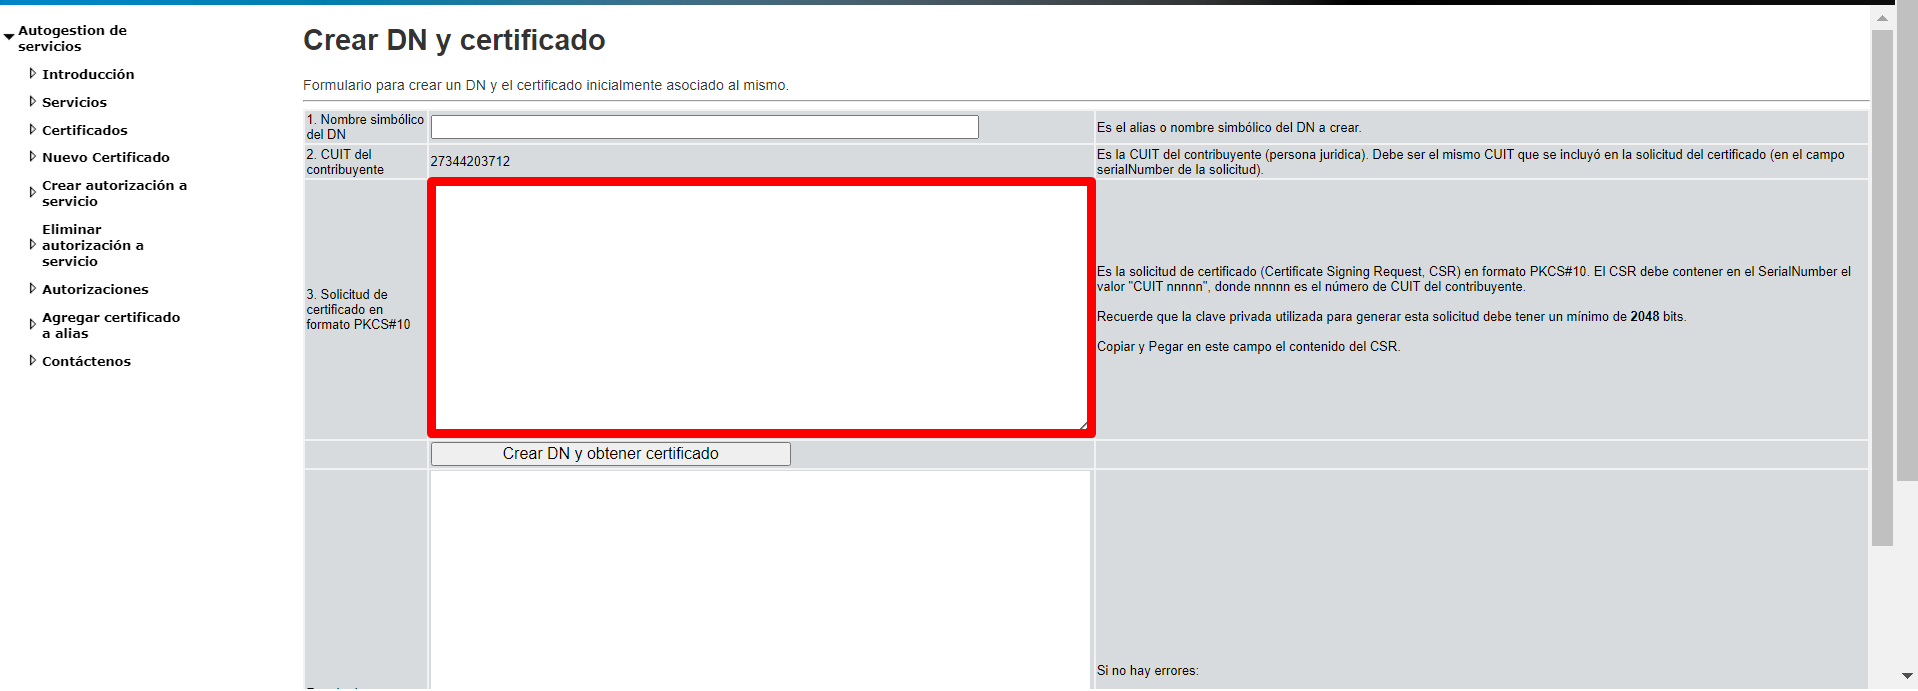 Autogestion de
servicios
Introducción
Servicios
Certificados
Nuevo Certificado
Crear autorización a
servicio
Eliminar
autorización a
servicio
Autorizaciones
Agregar certificado
a alias
Contáctenos
Crear DN y certificado
Formulario para crear un DN y el certificado inicialmente asociado al mismo.
1. Nombre simbólico
del DN
Es el alias o nombre simbólico del DN a crear.
2. CUIT del
contribuyente
27344203712
Es la CUIT del contribuyente (persona juridica). Debe ser el mismo CUIT que se incluyó en la solicitud del certificado (en el campo
serialNumber de la solicitud).
3. Solicitud de
certificado en
formato PKCS#10
Es la solicitud de certificado (Certificate Signing Request, CSR) en formato PKCS#10. El CSR debe contener en el SerialNumber el
valor "CUIT nnnnn", donde nnnnn es el número de CUIT del contribuyente.
Recuerde que la clave privada utilizada para generar esta solicitud debe tener un mínimo de 2048 bits.
Copiar y Pegar en este campo el contenido del CSR.
Crear DN y obtener certificado
Si no hay errores: